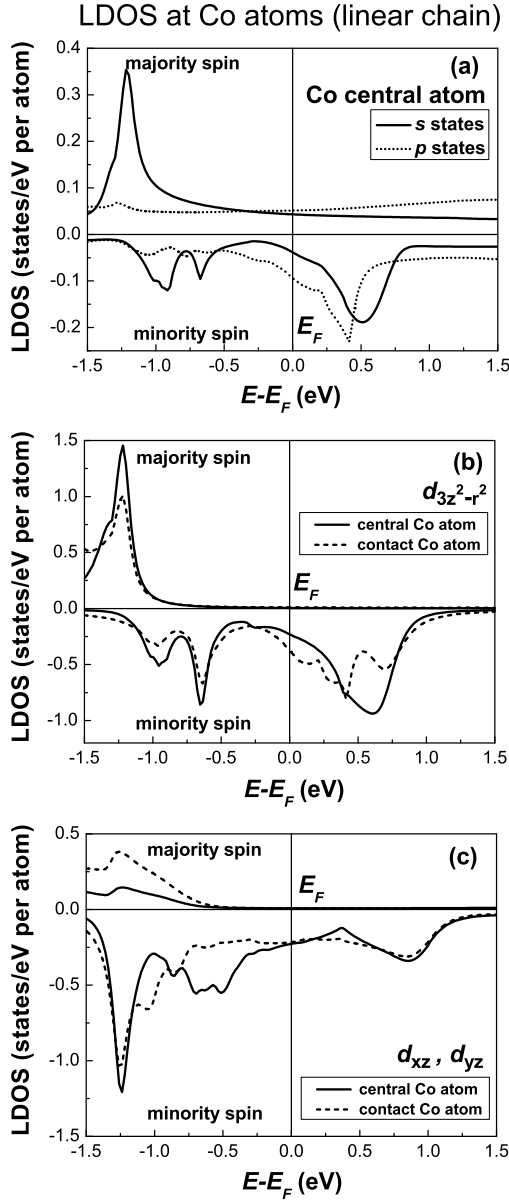 LDOS at Co atoms (linear chain)
0.4
0.3
0.2
0.1
0.0
-0.1
-0.2
LDOS (states/eV per atom)
majority spin
(a)
Co central atom
s states
p states
minority spin
E_F
-1.5 -1.0 -0.5 0.0 0.5 1.0 1.5
E-E_F (eV)
1.5
1.0
0.5
0.0
-0.5
-1.0
LDOS (states/eV per atom)
majority spin
(b)
d_{3z²-r²}
central Co atom
contact Co atom
E_F
minority spin
-1.5 -1.0 -0.5 0.0 0.5 1.0 1.5
E-E_F (eV)
0.5
0.0
-0.5
-1.0
-1.5
LDOS (states/eV per atom)
majority spin
(c)
E_F
d_xz , d_yz
central Co atom
contact Co atom
minority spin
-1.5 -1.0 -0.5 0.0 0.5 1.0 1.5
E-E_F (eV)